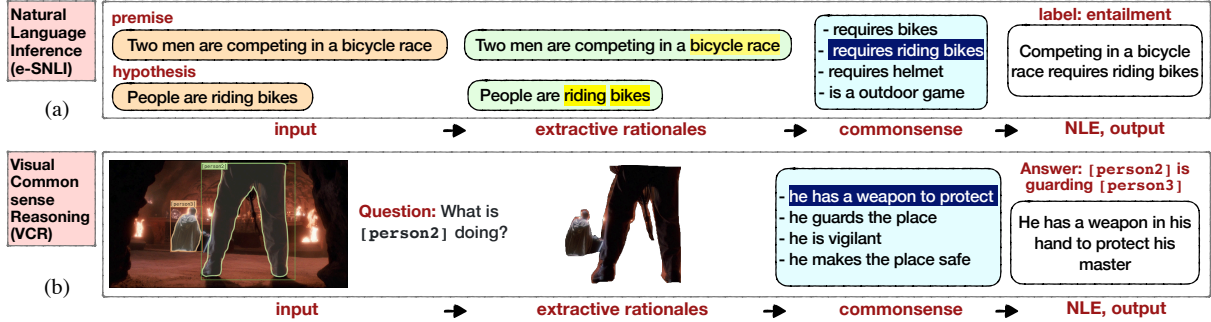 Natural
Language
Inference
(e-SNLI)
(a)
premise
Two men are competing in a bicycle race
hypothesis
People are riding bikes
input
Two men are competing in a bicycle race
People are riding bikes
extractive rationales
- requires bikes
- requires riding bikes
- requires helmet
- is a outdoor game
commonsense
label: entailment
Competing in a bicycle
race requires riding bikes
NLE, output
Visual
Common
sense
Reasoning
(VCR)
(b)
[person2]
[person3]
input
Question: What is
[person2] doing?
extractive rationales
- he has a weapon to protect
- he guards the place
- he is vigilant
- he makes the place safe
commonsense
Answer: [person2] is
guarding [person3]
He has a weapon in his
hand to protect his
master
NLE, output